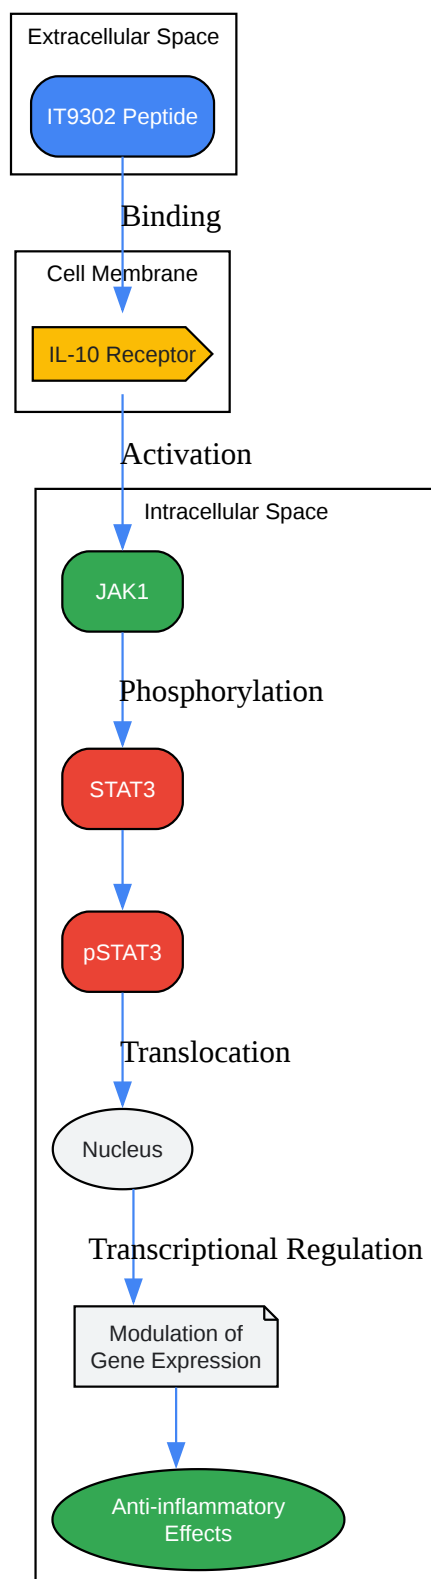 Extracellular Space
IT9302 Peptide
Binding
Cell Membrane
IL-10 Receptor
Activation
Intracellular Space
JAK1
Phosphorylation
STAT3
pSTAT3
Translocation
Nucleus
Transcriptional Regulation
Modulation of
Gene Expression
Anti-inflammatory
Effects